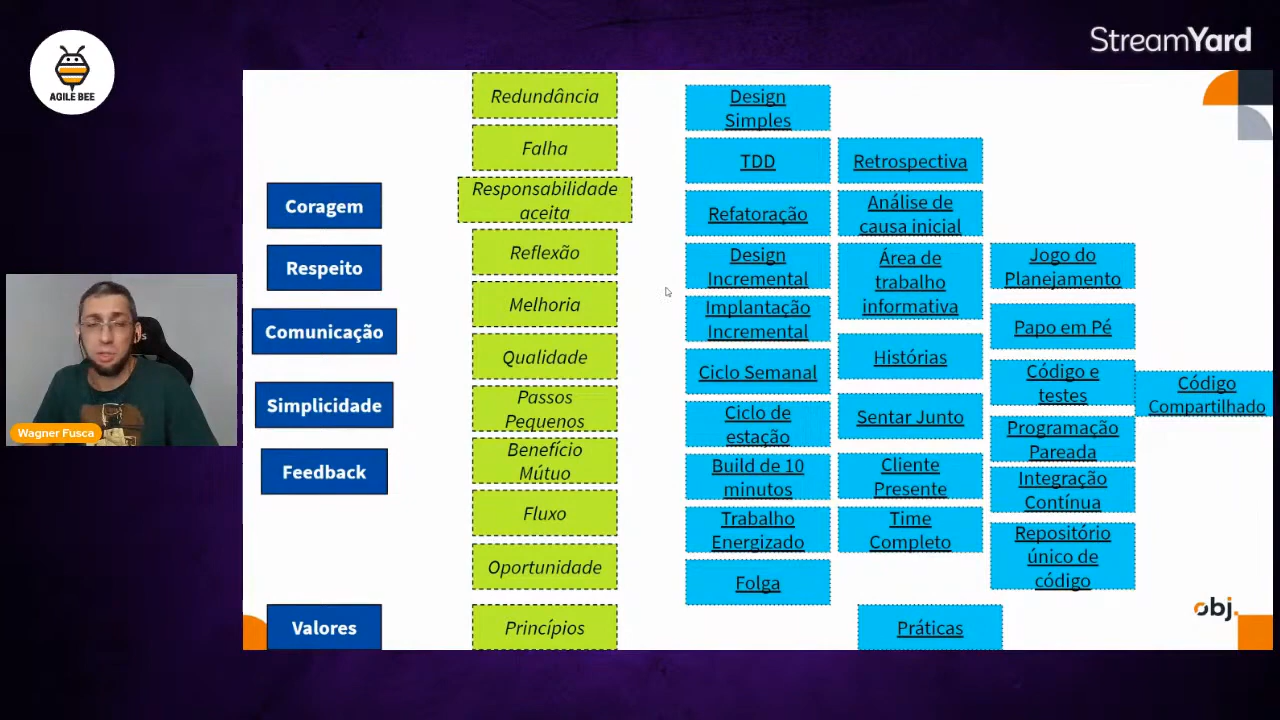 AGILE BEE
StreamYard
Wagner Fusca
Coragem
Respeito
Comunicação
Simplicidade
Feedback
Valores
Redundância
Falha
Responsabilidade
aceita
Reflexão
Melhoria
Qualidade
Passos
Pequenos
Benefício
Mútuo
Fluxo
Oportunidade
Princípios
Design
Simples
TDD
Refatoração
Design
Incremental
Implantação
Incremental
Ciclo Semanal
Ciclo de
estação
Build de 10
minutos
Trabalho
Energizado
Folga
Retrospectiva
Análise de
causa inicial
Área de
trabalho
informativa
Histórias
Sentar Junto
Cliente
Presente
Time
Completo
Práticas
Jogo do
Planejamento
Papo em Pé
Código e
testes
Programação
Pareada
Integração
Contínua
Repositório
único de
código
Código
Compartilhado
obj.